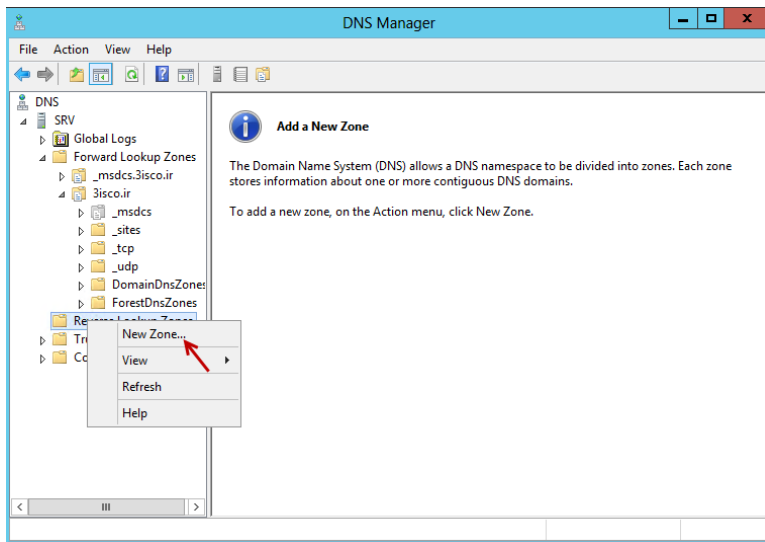 DNS Manager
File Action View Help
DNS
SRV
Global Logs
Forward Lookup Zones
_msdcs.3isco.ir
3isco.ir
_msdcs
_sites
_tcp
_udp
DomainDnsZones
ForestDnsZones
Reverse Lookup Zones
New Zone...
View
Refresh
Help
Add a New Zone
The Domain Name System (DNS) allows a DNS namespace to be divided into zones. Each zone
stores information about one or more contiguous DNS domains.
To add a new zone, on the Action menu, click New Zone.